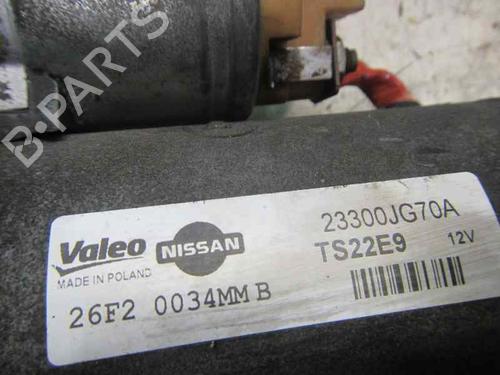 B-PARTS
Valeo NISSAN 23300JG70A
MADE IN POLAND TS22E9 12V
26F2 0034MM B